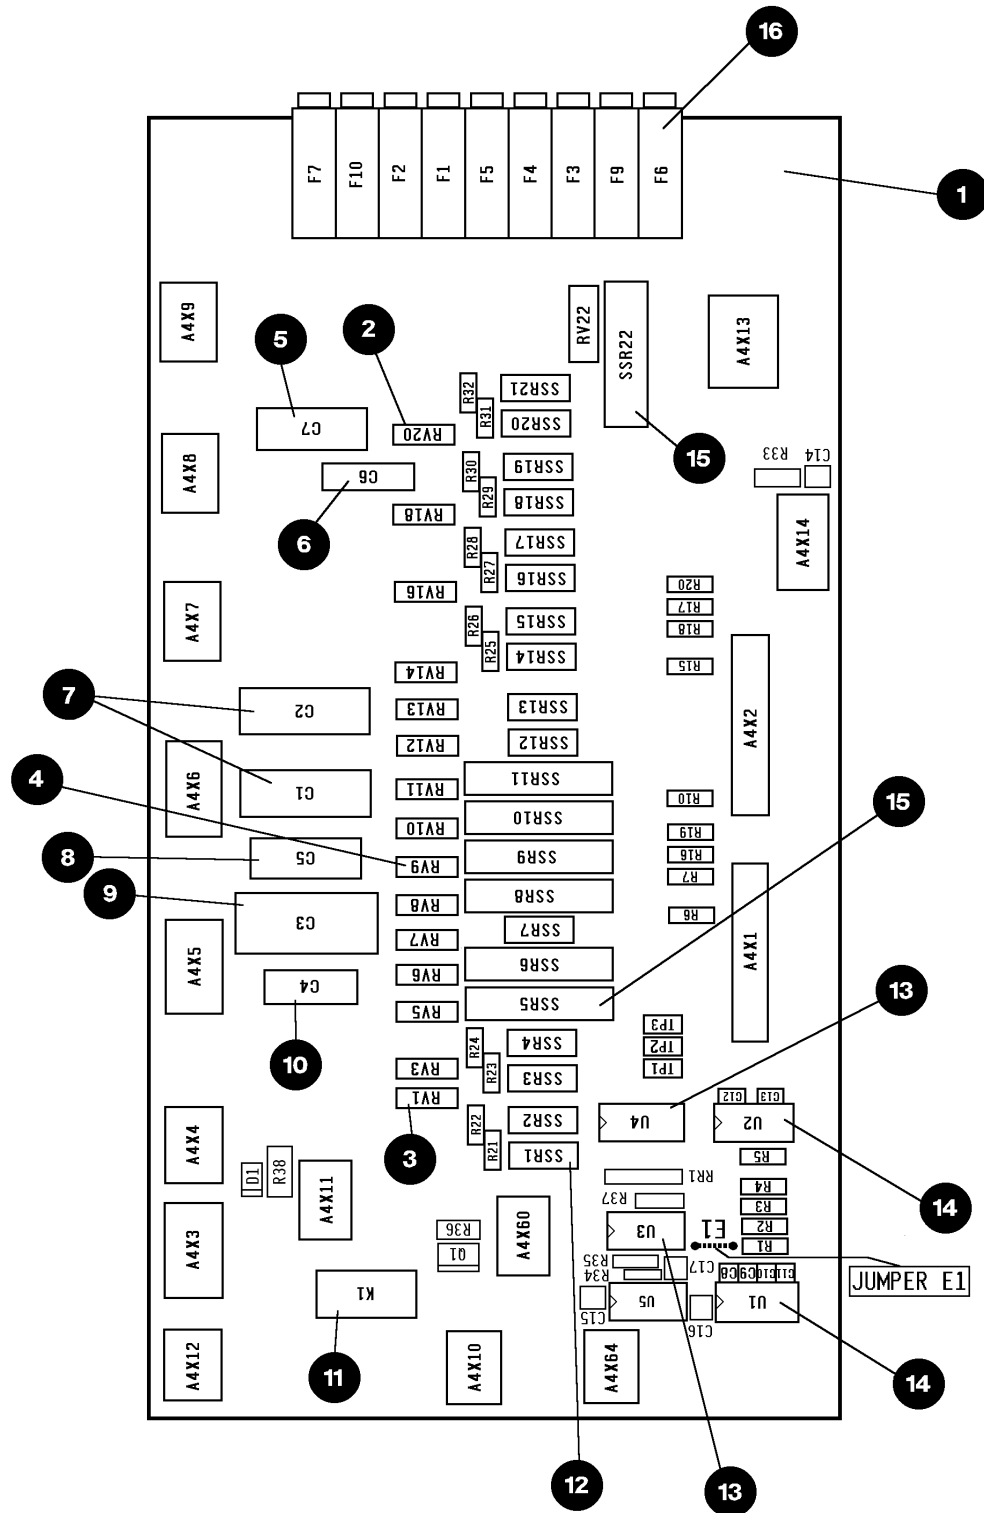 16
F7
F10
F2
F1
F5
F4
F3
F9
F6
1
A4X9
5
2
RV22
SSR22
A4X13
R32
SSR21
R31
SSR20
C7
RV20
15
A4X8
C6
R30
SSR19
R33
C14
R29
SSR18
RV18
6
A4X14
R28
SSR17
R27
SSR16
A4X7
RV16
R20
R17
R26
SSR15
R18
R25
SSR14
R15
RV14
7
C2
RV13
SSR13
A4X2
RV12
SSR12
4
A4X6
C1
RV11
SSR11
R10
15
RV10
SSR10
R19
8
C5
RV9
SSR9
R16
R7
9
RV8
SSR8
R6
C3
RV7
SSR7
A4X1
A4X5
RV6
SSR6
C4
RV5
SSR5
13
TP3
R24
SSR4
TP2
10
RV3
R23
SSR3
TP1
RV1
C12
C13
A4X4
R22
SSR2
U4
U2
3
R21
SSR1
R5
D1
R38
A4X11
RR1
R4
14
R37
R3
A4X3
R36
A4X60
U3
E1
R2
Q1
R1
R35
C17
R34
C8
C9
C10
C11
JUMPER E1
K1
C15
U5
C16
U1
A4X12
A4X10
A4X64
11
14
12
13